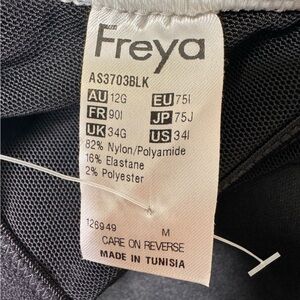 Freya
AS3703BLK
AU 12G EU 75I
FR 90I JP 75J
UK 34G US 34I
82% Nylon/Polyamide
16% Elastane
2% Polyester
126949 M
CARE ON REVERSE
MADE IN TUNISIA